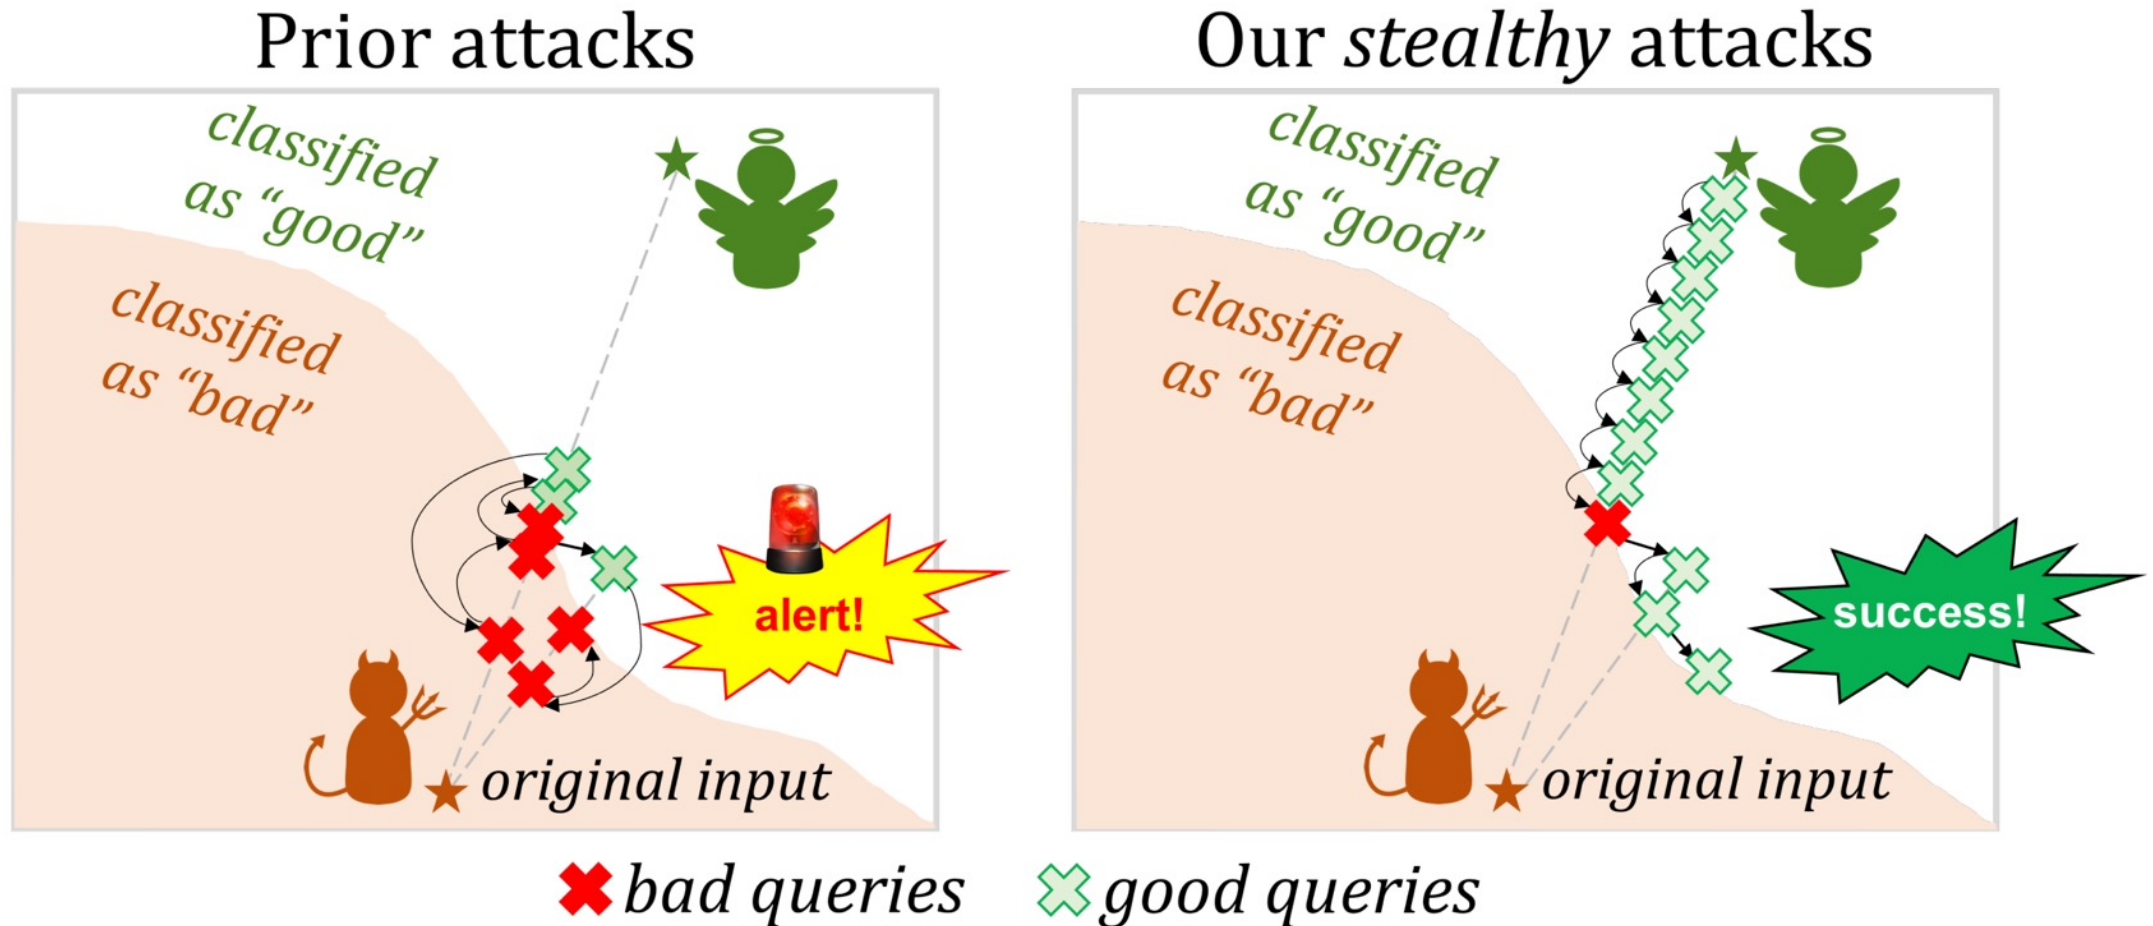 Prior attacks
classified
as “good”
classified
as “bad”
alert!
original input
Our stealthy attacks
classified
as “good”
classified
as “bad”
success!
original input
bad queries
good queries